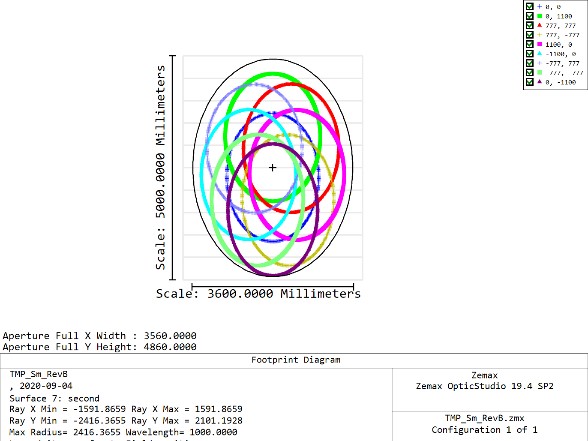 0, 0
0, 1100
777, 777
777, -777
1100, 0
-1100, 0
-777, 777
-777, -777
0, -1100
Scale: 5000.0000 Millimeters
Scale: 3600.0000 Millimeters
Aperture Full X Width : 3560.0000
Aperture Full Y Height: 4860.0000
Footprint Diagram
TMP_Sm_RevB
, 2020-09-04
Surface 7: second
Ray X Min = -1591.8659 Ray X Max = 1591.8659
Ray Y Min = -2416.3655 Ray Y Max = 2101.1928
Max Radius= 2416.3655 Wavelength= 1000.0000
Zemax
Zemax OpticStudio 19.4 SP2
TMP_Sm_RevB.zmx
Configuration 1 of 1